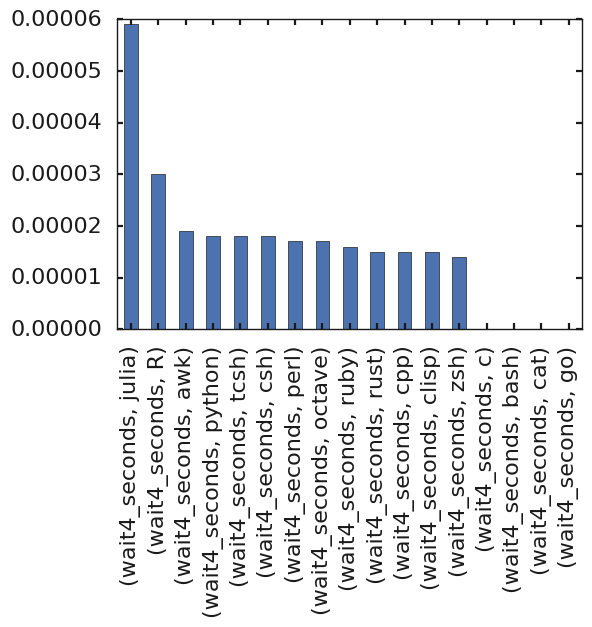 0.00006
0.00005
0.00004
0.00003
0.00002
0.00001
0.00000
(wait4_seconds, julia)
(wait4_seconds, R)
(wait4_seconds, awk)
(wait4_seconds, python)
(wait4_seconds, tcsh)
(wait4_seconds, csh)
(wait4_seconds, perl)
(wait4_seconds, octave)
(wait4_seconds, ruby)
(wait4_seconds, rust)
(wait4_seconds, cpp)
(wait4_seconds, clisp)
(wait4_seconds, zsh)
(wait4_seconds, c)
(wait4_seconds, bash)
(wait4_seconds, cat)
(wait4_seconds, go)